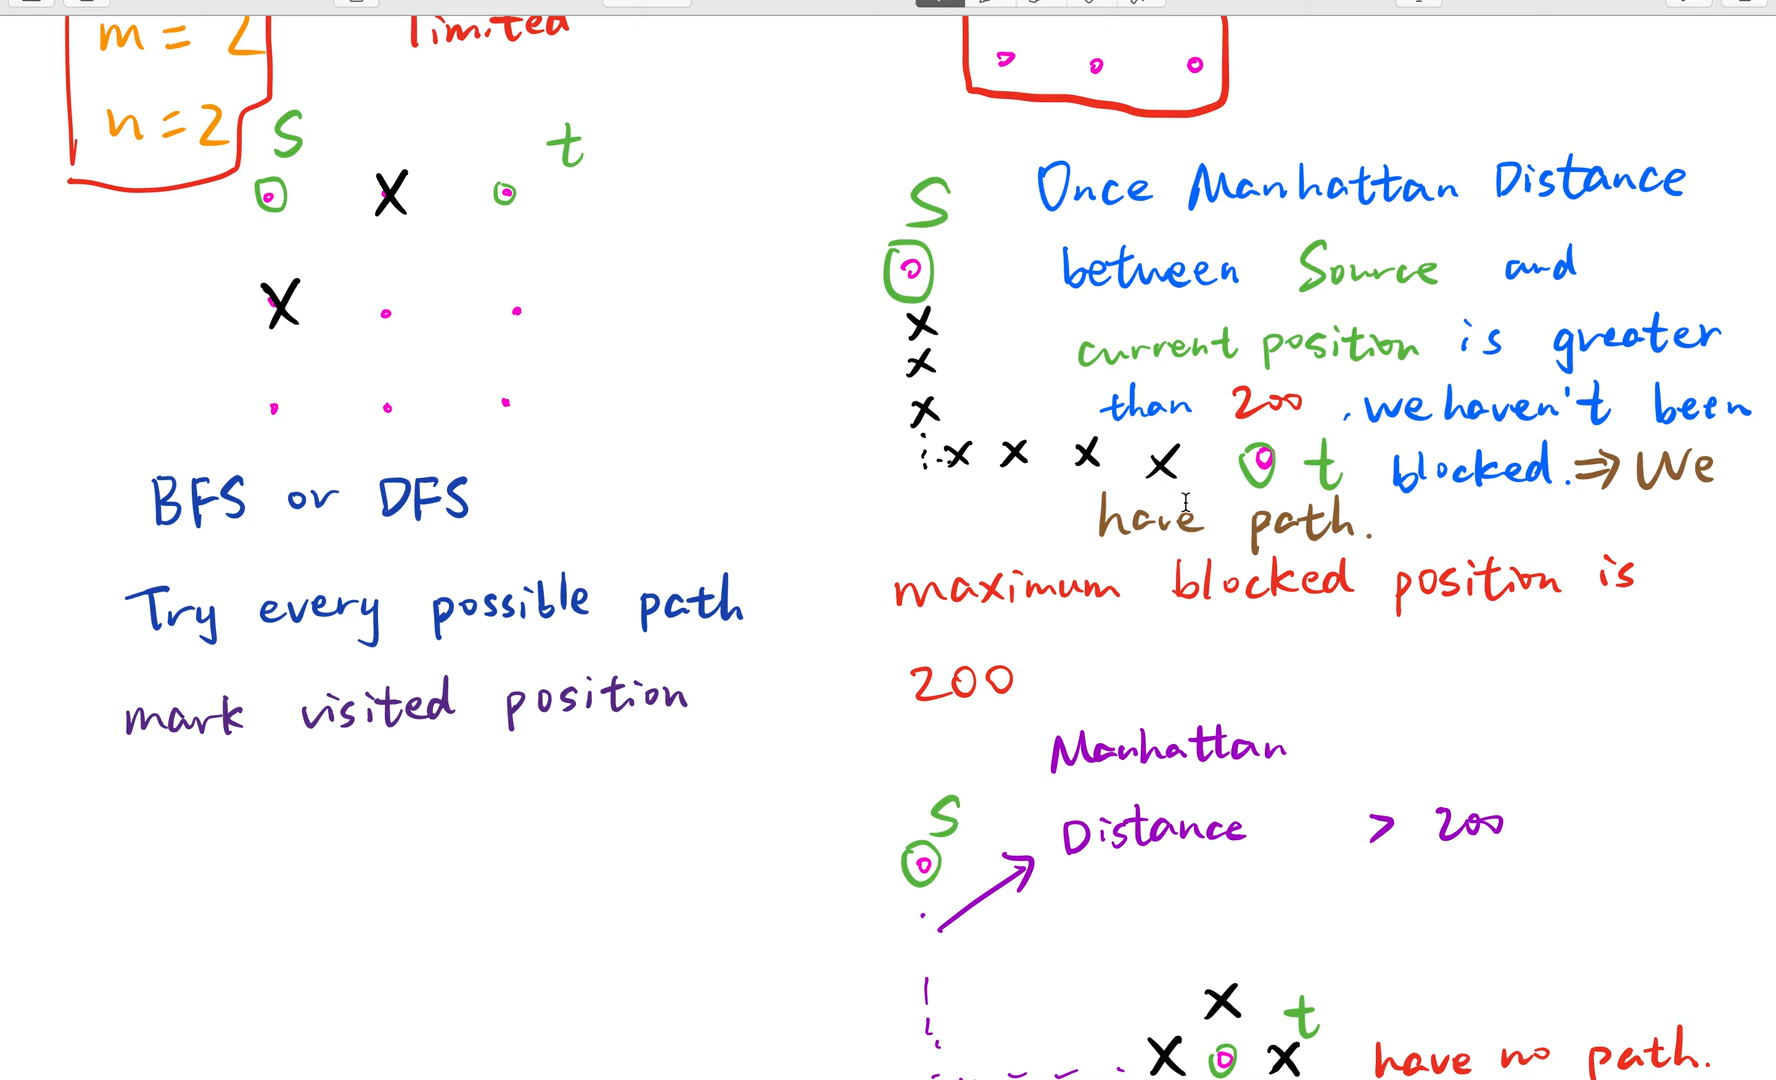 m = 2
limited
n = 2
S
t
X
X
BFS or DFS
Try every possible path
mark visited position
S
Once Manhattan Distance
between Source and
current position is greater
than 200, we haven't been
blocked. ⇒ We
have path.
X
X
X
X X X X t
maximum blocked position is
200
Manhattan
Distance > 200
S
X t
X X have no path.